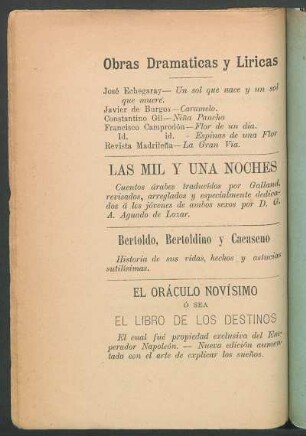 Obras Dramaticas y Liricas
José Echegaray— Un sol que nace y un sol
que muere.
Javier de Burgos—Caramelo.
Constantino Gil—Niña Pancha
Francisco Camprodón—Flor de un dia.
Id. id. - Espinas de una Flor
Revista Madrileña—La Gran Via.
LAS MIL Y UNA NOCHES
Cuentos árabes traducidos por Galland,
revisados, arreglados y especialmente dedica-
dos á los jóvenes de ambos sexos por D. G.
A. Aguado de Lozar.
Bertoldo, Bertoldino y Cacaseno
Historia de sus vidas, hechos y astucias
sutilísimas.
EL ORÁCULO NOVÍSIMO
Ó SEA
EL LIBRO DE LOS DESTINOS
El cual fué propiedad exclusiva del Em-
perador Napoleón. — Nueva edición aumen-
tada con el arte de explicar los sueños.